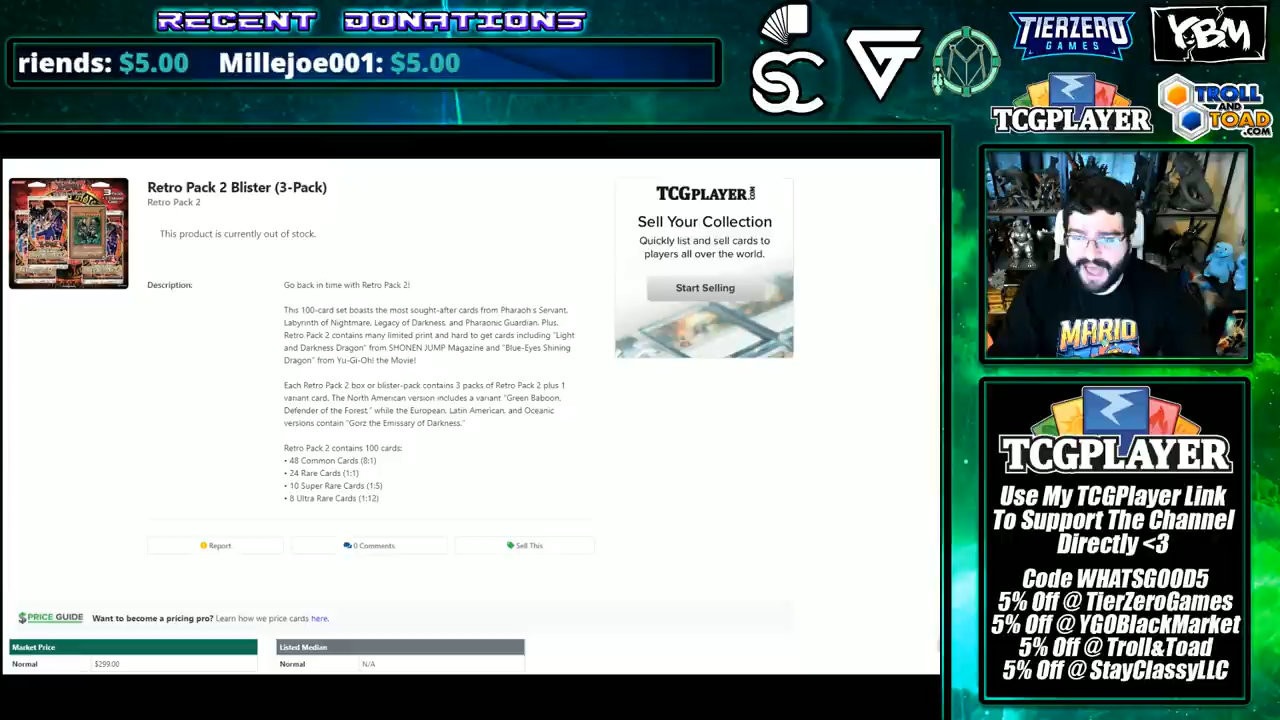 RECENT DONATIONS
riends: $5.00 Millejoe001: $5.00
SC
TIERZERO
GAMES
YBM
TCGPLAYER
TROLL
AND
TOAD
.COM
Retro Pack 2 Blister (3-Pack)
Retro Pack 2
This product is currently out of stock.
Description:
Go back in time with Retro Pack 2!
This 100-card set boasts the most sought-after cards from Pharaoh's Servant,
Labyrinth of Nightmare, Legacy of Darkness, and Pharaonic Guardian. Plus,
Retro Pack 2 contains many limited print and hard to get cards including "Light
and Darkness Dragon" from SHONEN JUMP Magazine and "Blue-Eyes Shining
Dragon" from Yu-Gi-Oh! the Movie!
Each Retro Pack 2 box or blister-pack contains 3 packs of Retro Pack 2 plus 1
variant card. The North American version includes a variant "Green Baboon,
Defender of the Forest," while the European, Latin American, and Oceanic
versions contain "Gorz the Emissary of Darkness."
Retro Pack 2 contains 100 cards:
• 48 Common Cards (8:1)
• 24 Rare Cards (1:1)
• 10 Super Rare Cards (1:5)
• 8 Ultra Rare Cards (1:12)
Report
0 Comments
Sell This
TCGPLAYER.COM
Sell Your Collection
Quickly list and sell cards to
players all over the world.
Start Selling
PRICE GUIDE Want to become a pricing pro? Learn how we price cards here.
Market Price
Normal $299.00
Listed Median
Normal N/A
MARIO
TCGPLAYER
Use My TCGPlayer Link
To Support The Channel
Directly <3
Code WHATSGOOD5
5% Off @ TierZeroGames
5% Off @ YGOBlackMarket
5% Off @ Troll&Toad
5% Off @ StayClassyLLC